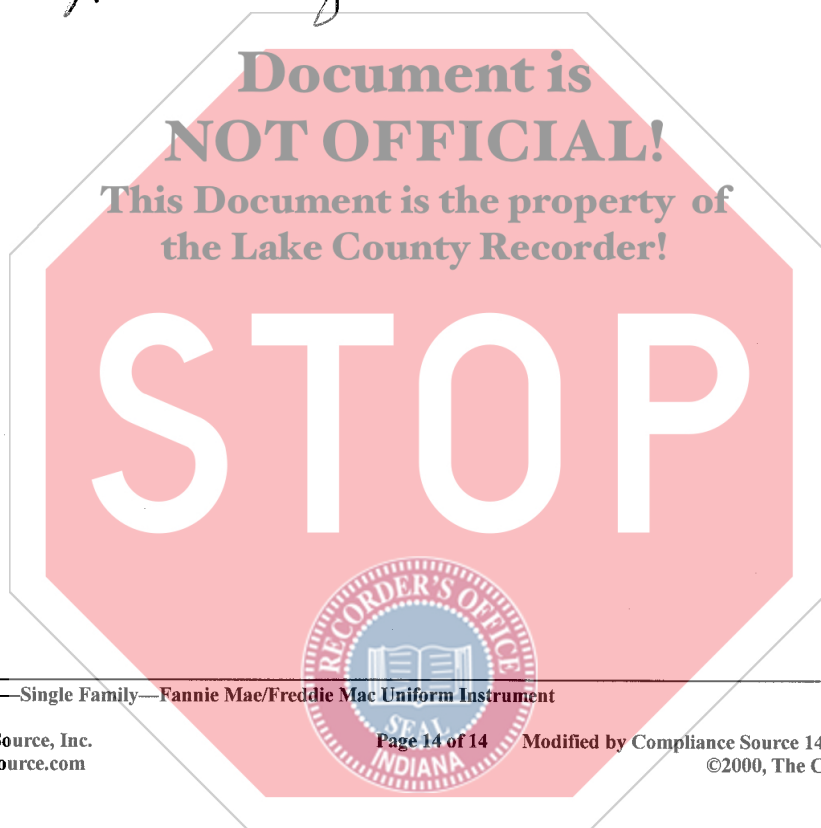 Document is
NOT OFFICIAL!
This Document is the property of
the Lake County Recorder!
STOP
RECORDER'S OFFICE
SEAL
INDIANA
—Single Family—Fannie Mae/Freddie Mac Uniform Instrument
ource, Inc.
Page 14 of 14 Modified by Compliance Source 14
ource.com
©2000, The C